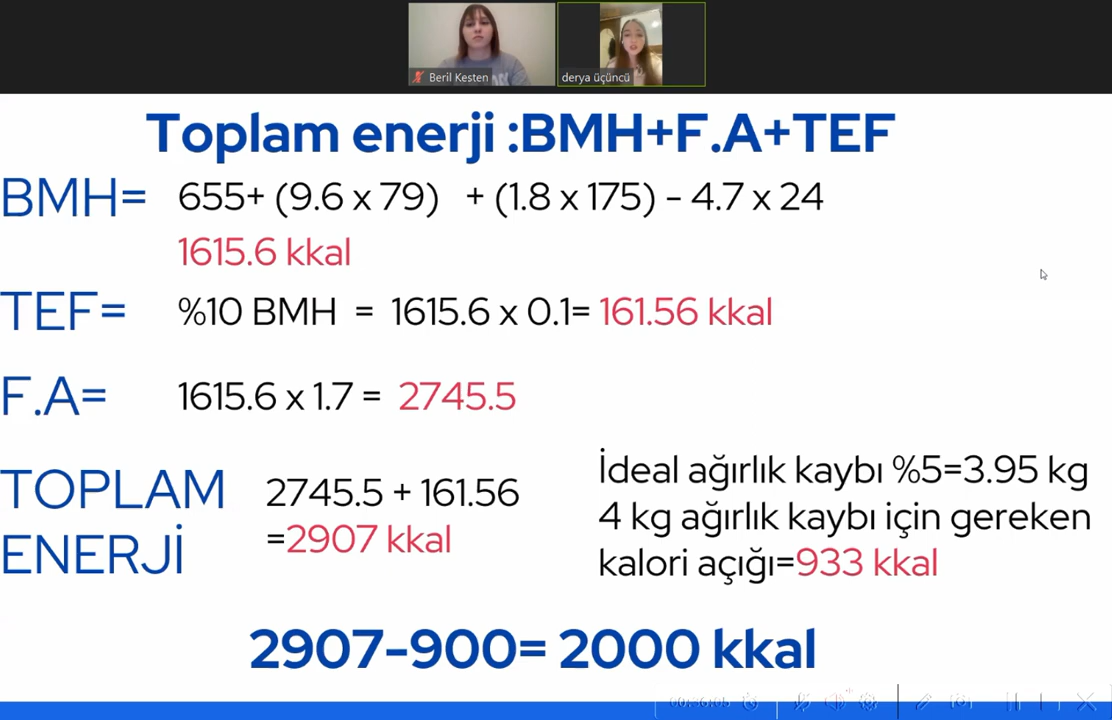 Beril Kesten
derya üçüncü
Toplam enerji :BMH+F.A+TEF
BMH= 655+ (9.6 x 79) + (1.8 x 175) - 4.7 x 24
1615.6 kkal
TEF= %10 BMH = 1615.6 x 0.1= 161.56 kkal
F.A= 1615.6 x 1.7 = 2745.5
TOPLAM
ENERJİ
2745.5 + 161.56
=2907 kkal
İdeal ağırlık kaybı %5=3.95 kg
4 kg ağırlık kaybı için gereken
kalori açığı=933 kkal
2907-900= 2000 kkal